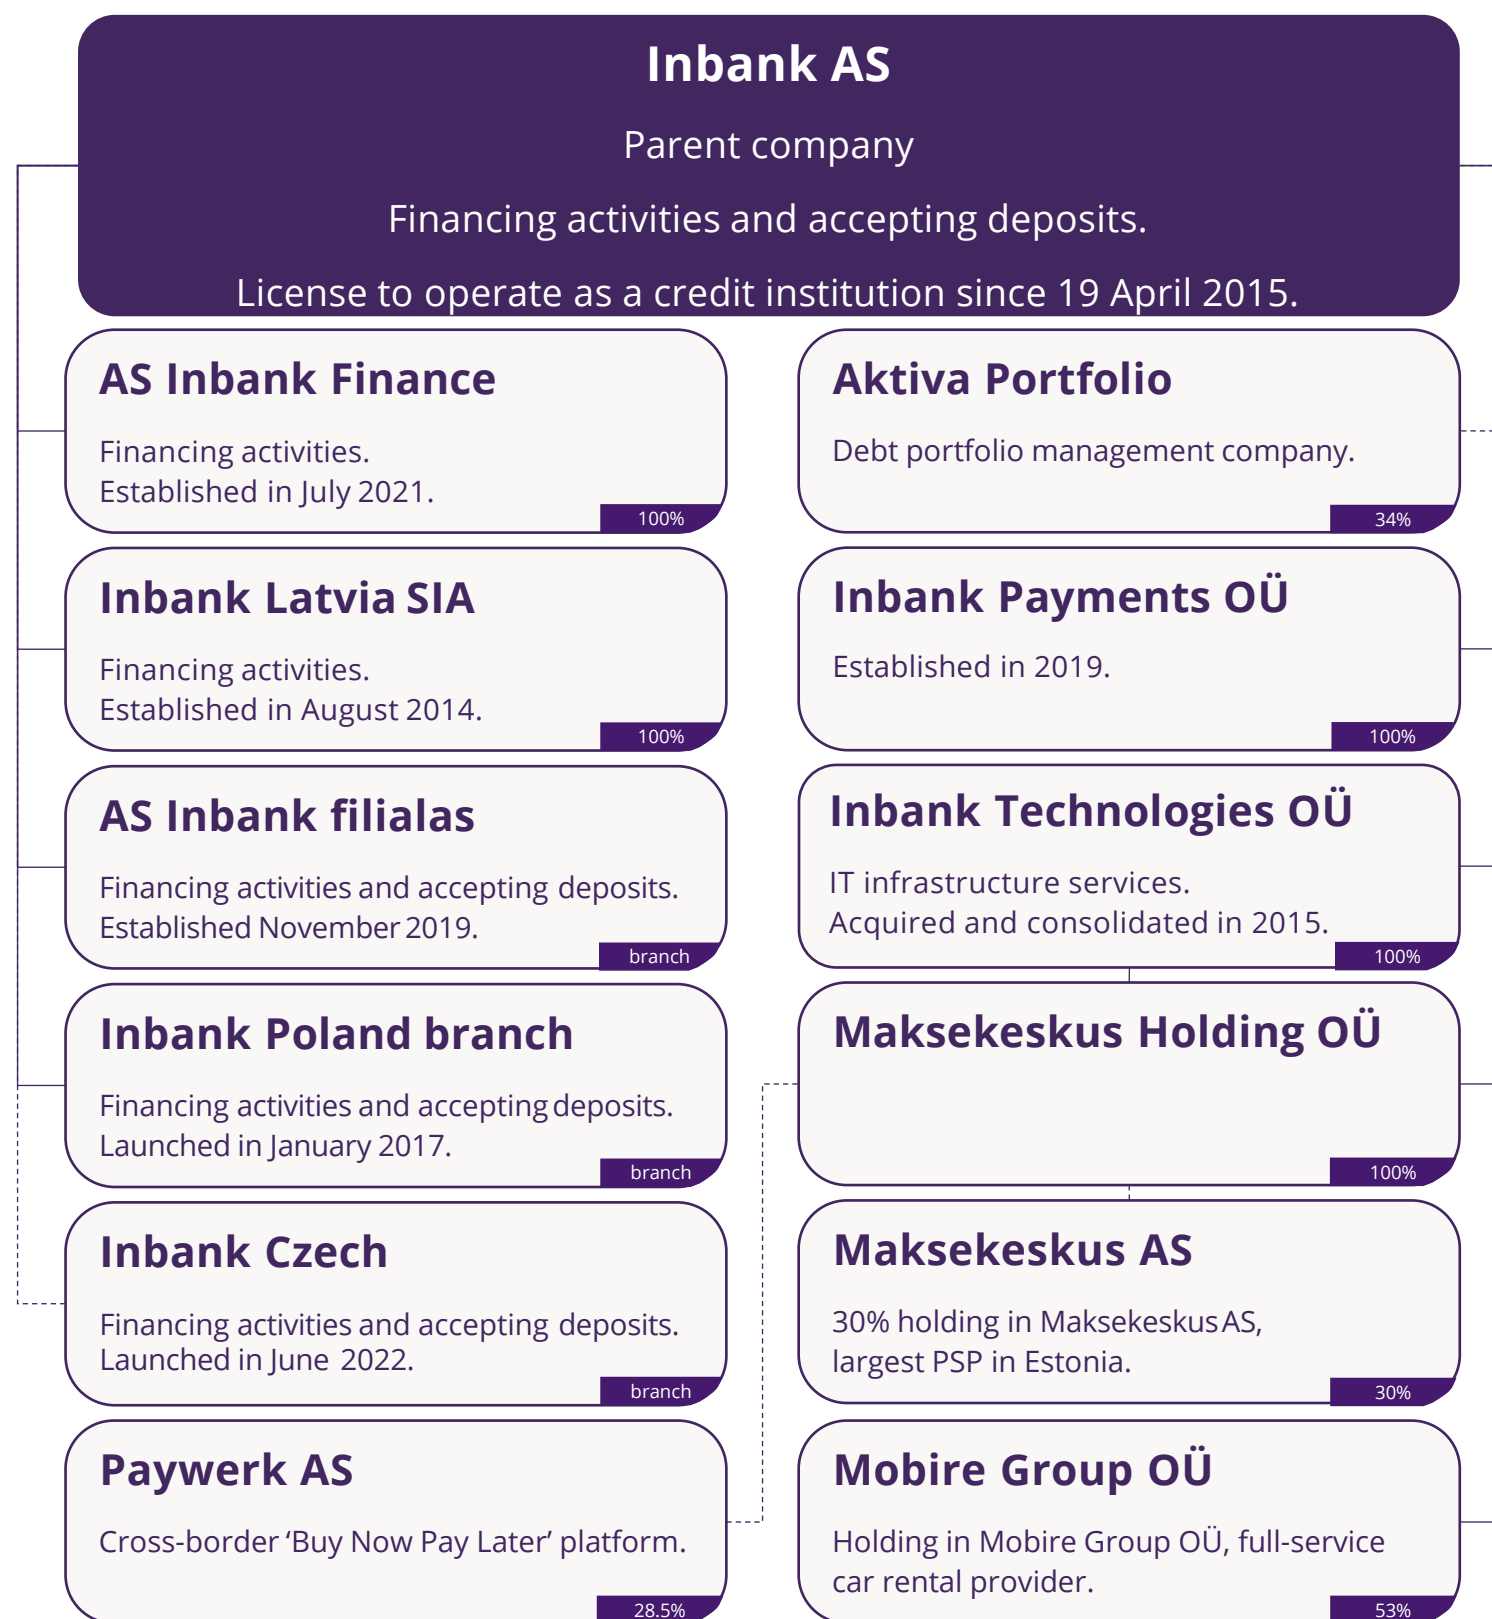 Inbank AS
Parent company
Financing activities and accepting deposits.
License to operate as a credit institution since 19 April 2015.
AS Inbank Finance
Financing activities.
Established in July 2021.
100%
Inbank Latvia SIA
Financing activities.
Established in August 2014.
100%
AS Inbank filialas
Financing activities and accepting deposits.
Established November 2019.
branch
Inbank Poland branch
Financing activities and accepting deposits.
Launched in January 2017.
branch
Inbank Czech
Financing activities and accepting deposits.
Launched in June 2022.
branch
Paywerk AS
Cross-border ‘Buy Now Pay Later’ platform.
28.5%
Aktiva Portfolio
Debt portfolio management company.
34%
Inbank Payments OÜ
Established in 2019.
100%
Inbank Technologies OÜ
IT infrastructure services.
Acquired and consolidated in 2015.
100%
Maksekeskus Holding OÜ
100%
Maksekeskus AS
30% holding in Maksekeskus AS,
largest PSP in Estonia.
30%
Mobire Group OÜ
Holding in Mobire Group OÜ, full-service
car rental provider.
53%